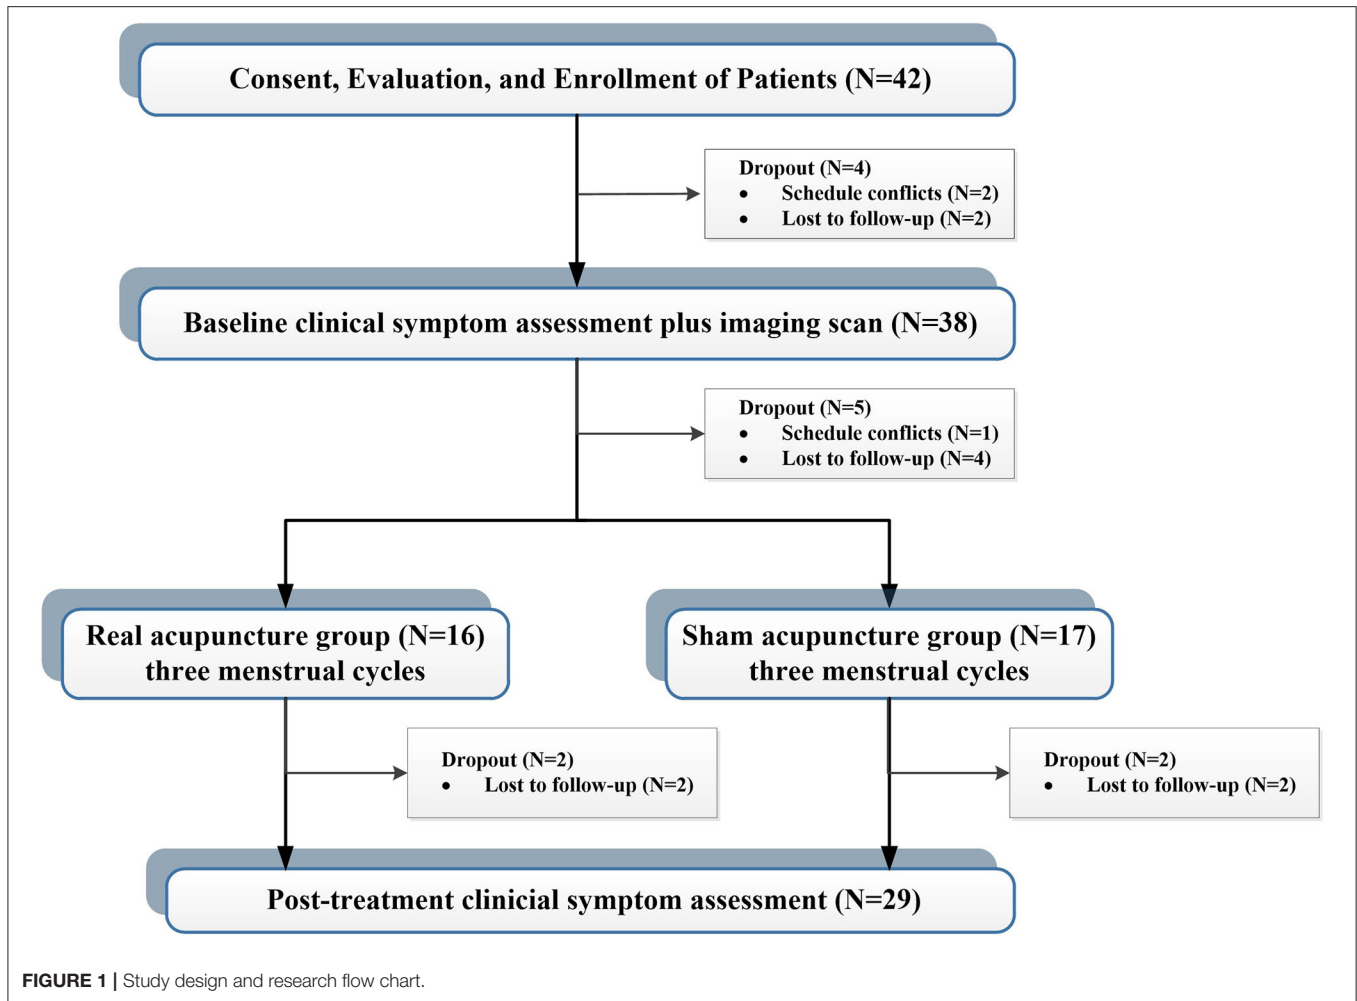 Consent, Evaluation, and Enrollment of Patients (N=42)
Dropout (N=4)
• Schedule conflicts (N=2)
• Lost to follow-up (N=2)
Baseline clinical symptom assessment plus imaging scan (N=38)
Dropout (N=5)
• Schedule conflicts (N=1)
• Lost to follow-up (N=4)
Real acupuncture group (N=16)
three menstrual cycles
Sham acupuncture group (N=17)
three menstrual cycles
Dropout (N=2)
• Lost to follow-up (N=2)
Dropout (N=2)
• Lost to follow-up (N=2)
Post-treatment clinicial symptom assessment (N=29)
FIGURE 1 | Study design and research flow chart.